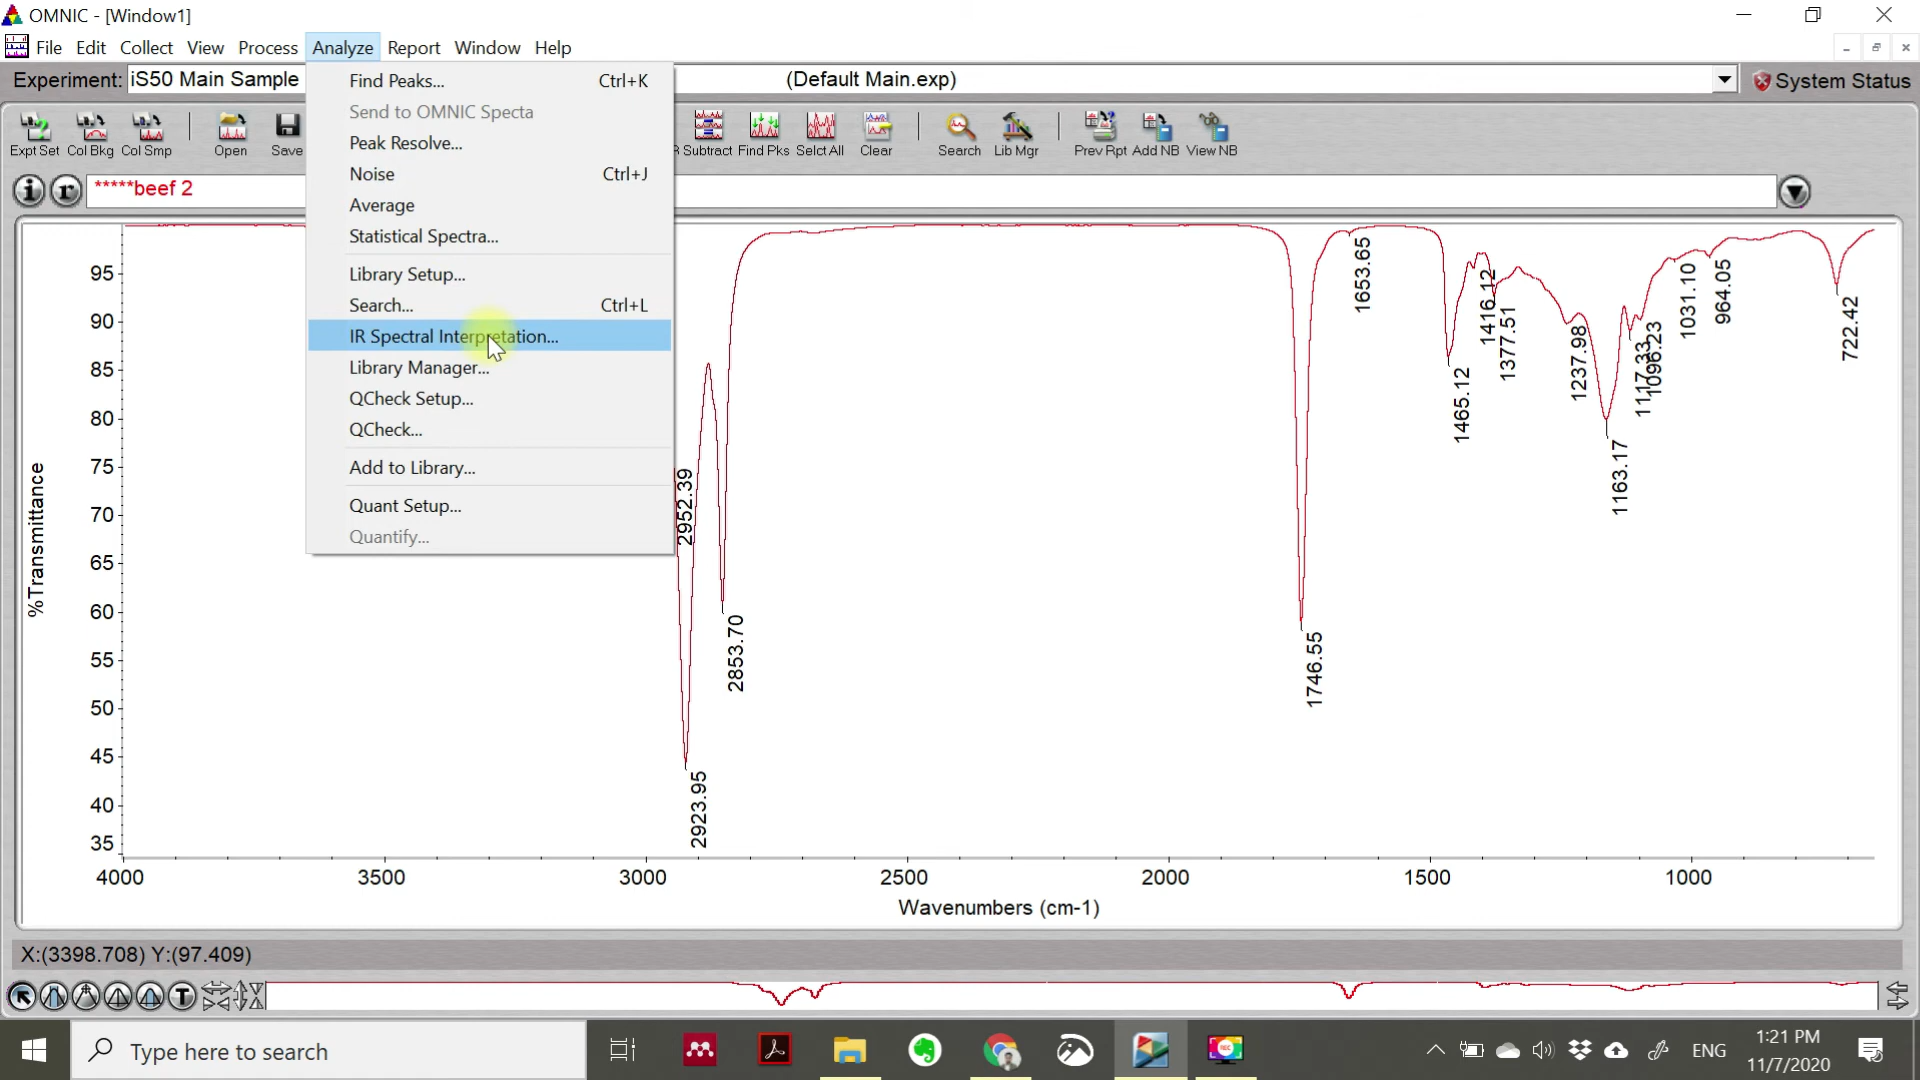 OMNIC - [Window1]
File Edit Collect View Process Analyze Report Window Help
Experiment: iS50 Main Sample (Default Main.exp) System Status
Expt Set Col Bkg Col Smp Open Save R Subtract Find Pks Selct All Clear Search Lib Mgr Prev Rpt Add NB View NB
*****beef 2
Find Peaks... Ctrl+K
Send to OMNIC Specta
Peak Resolve...
Noise Ctrl+J
Average
Statistical Spectra...
Library Setup...
Search... Ctrl+L
IR Spectral Interpretation...
Library Manager...
QCheck Setup...
QCheck...
Add to Library...
Quant Setup...
Quantify...
%Transmittance
95
90
85
80
75
70
65
60
55
50
45
40
35
2952.39
2923.95
2853.70
1746.55
1653.65
1465.12
1416.12
1377.51
1237.98
1163.17
1117.33
1096.23
1031.10
964.05
722.42
4000 3500 3000 2500 2000 1500 1000
Wavenumbers (cm-1)
X:(3398.708) Y:(97.409)
T
Type here to search
REC
ENG
1:21 PM
11/7/2020